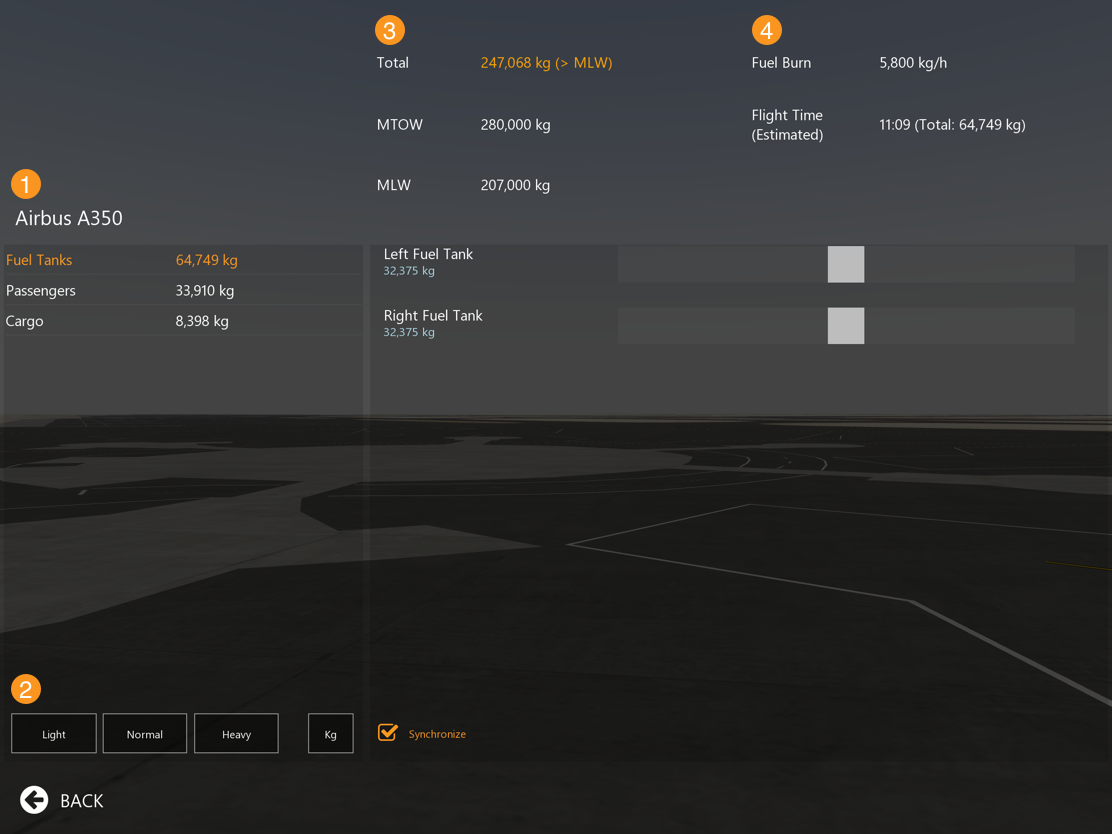 3
4
Total 247,068 kg (> MLW)
Fuel Burn 5,800 kg/h
MTOW 280,000 kg
Flight Time
(Estimated)
11:09 (Total: 64,749 kg)
MLW 207,000 kg
1
Airbus A350
Fuel Tanks 64,749 kg
Passengers 33,910 kg
Cargo 8,398 kg
Left Fuel Tank
32,375 kg
Right Fuel Tank
32,375 kg
2
Light Normal Heavy Kg
Synchronize
BACK